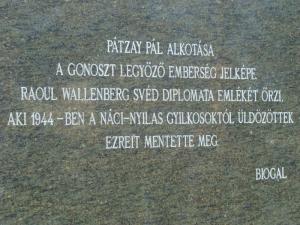 PÁTZAY PÁL ALKOTÁSA
A GONOSZT LEGYŐZŐ EMBERSÉG JELKÉPE,
RAOUL WALLENBERG SVÉD DIPLOMATA EMLÉKÉT ŐRZI,
AKI 1944 - BEN A NÁCI-NYILAS GYILKOSOKTÓL ÜLDÖZÖTTEK
EZREIT MENTETTE MEG.
BIOGAL